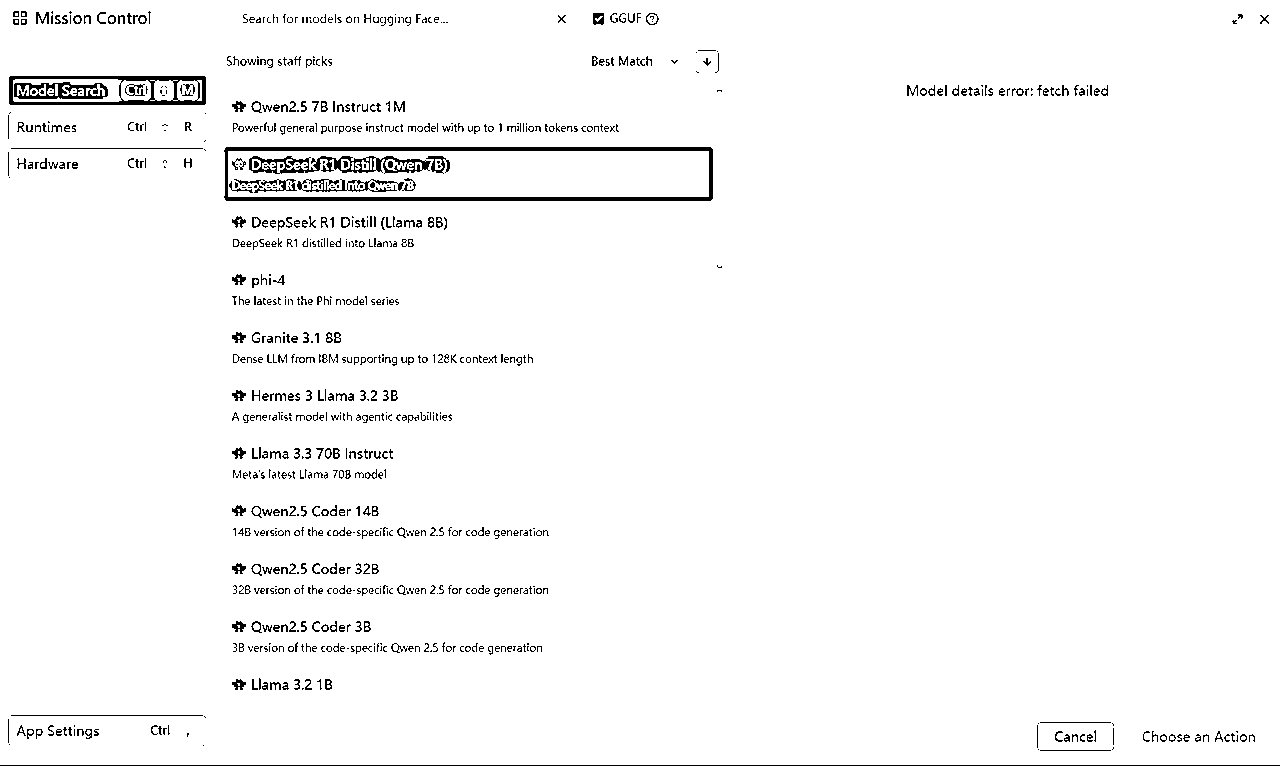 Mission Control
Search for models on Hugging Face...
GGUF
Showing staff picks
Best Match
Model Search Ctrl ⇧ M
Runtimes Ctrl ⇧ R
Hardware Ctrl ⇧ H
Qwen2.5 7B Instruct 1M
Powerful general purpose instruct model with up to 1 million tokens context
DeepSeek R1 Distill (Qwen 7B)
DeepSeek R1 distilled into Qwen 7B
DeepSeek R1 Distill (Llama 8B)
DeepSeek R1 distilled into Llama 8B
phi-4
The latest in the Phi model series
Granite 3.1 8B
Dense LLM from IBM supporting up to 128K context length
Hermes 3 Llama 3.2 3B
A generalist model with agentic capabilities
Llama 3.3 70B Instruct
Meta's latest Llama 70B model
Qwen2.5 Coder 14B
14B version of the code-specific Qwen 2.5 for code generation
Qwen2.5 Coder 32B
32B version of the code-specific Qwen 2.5 for code generation
Qwen2.5 Coder 3B
3B version of the code-specific Qwen 2.5 for code generation
Llama 3.2 1B
Model details error: fetch failed
App Settings Ctrl ,
Cancel
Choose an Action